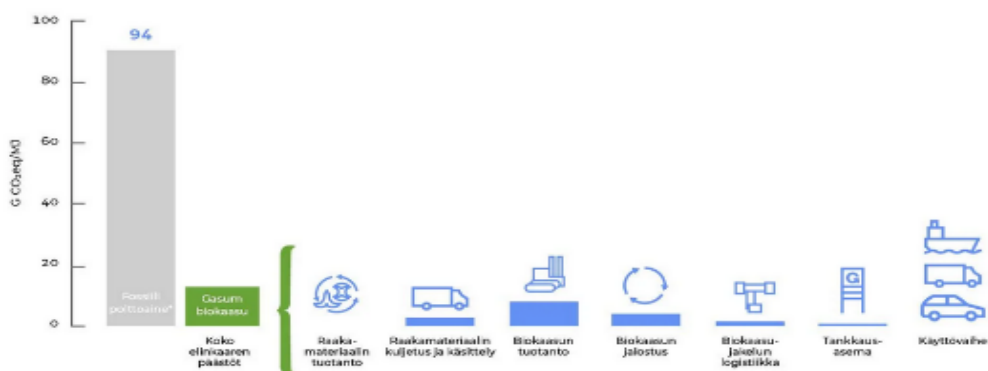 100
94
80
60
40
20
0
G CO₂eq/MJ
Fossiili
polttoaine*
Gasum
biokaasu
Koko
elinkaaren
päästöt
Raaka-
materiaalin
tuotanto
Raakamateriaalin
kuljetus ja käsittely
Biokaasun
tuotanto
Biokaasun
jalostus
Biokaasu-
jakelun
logistiikka
G
Tankkaus-
asema
Käyttövaihe